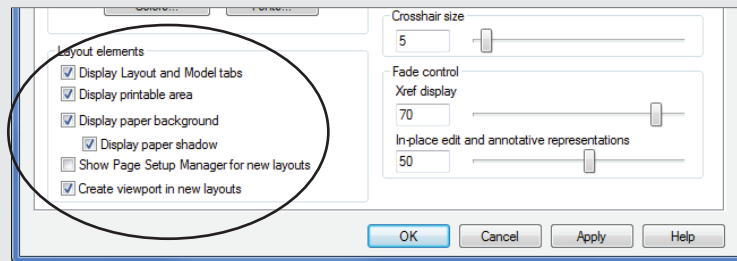 Colors...
Fonts...
Layout elements
Display Layout and Model tabs
Display printable area
Display paper background
Display paper shadow
Show Page Setup Manager for new layouts
Create viewport in new layouts
Crosshair size
5
Fade control
Xref display
70
In-place edit and annotative representations
50
OK
Cancel
Apply
Help